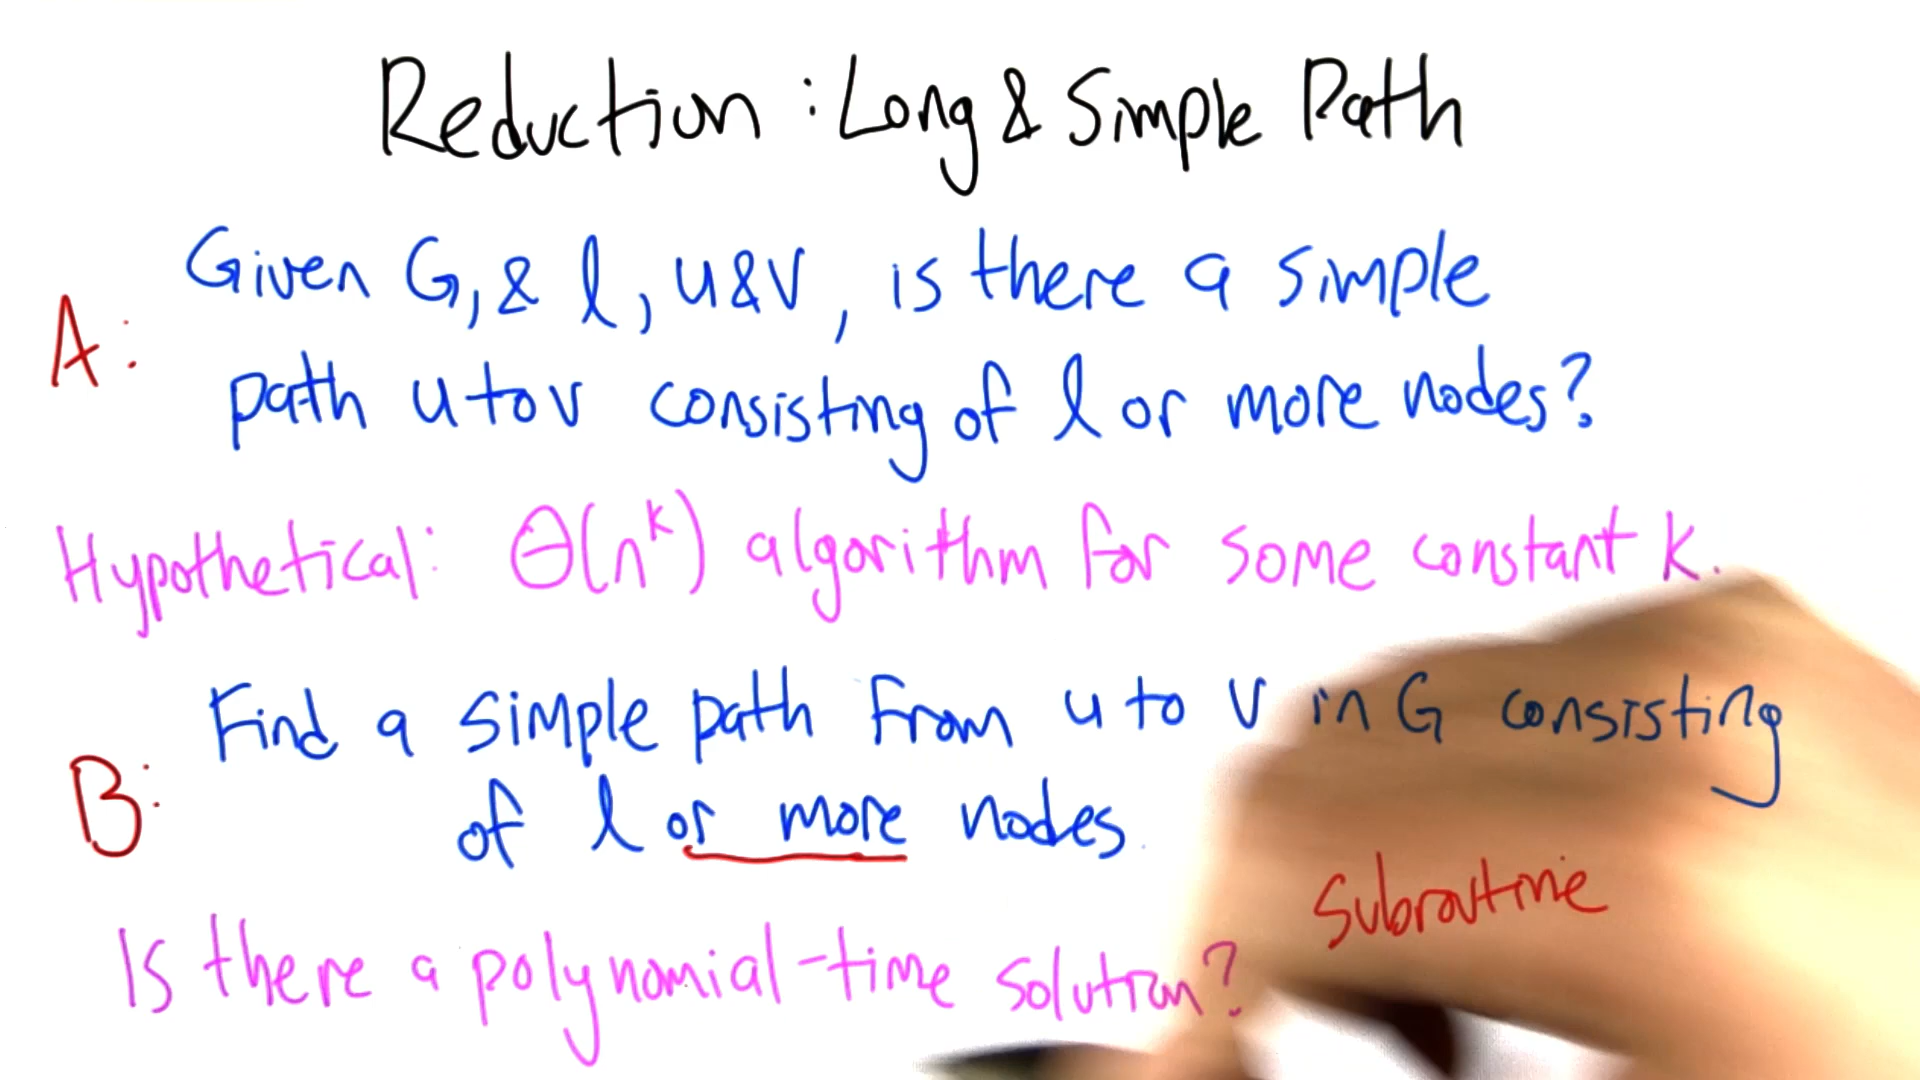 Reduction: Long & Simple Path
Given G, & l, u & v, is there a simple
A:
path u to v consisting of l or more nodes?
Hypothetical: Θ(n^k) algorithm for some constant k.
Find a simple path from u to v in G consisting
B:
of l or more nodes.
Subroutine
Is there a polynomial-time solution?